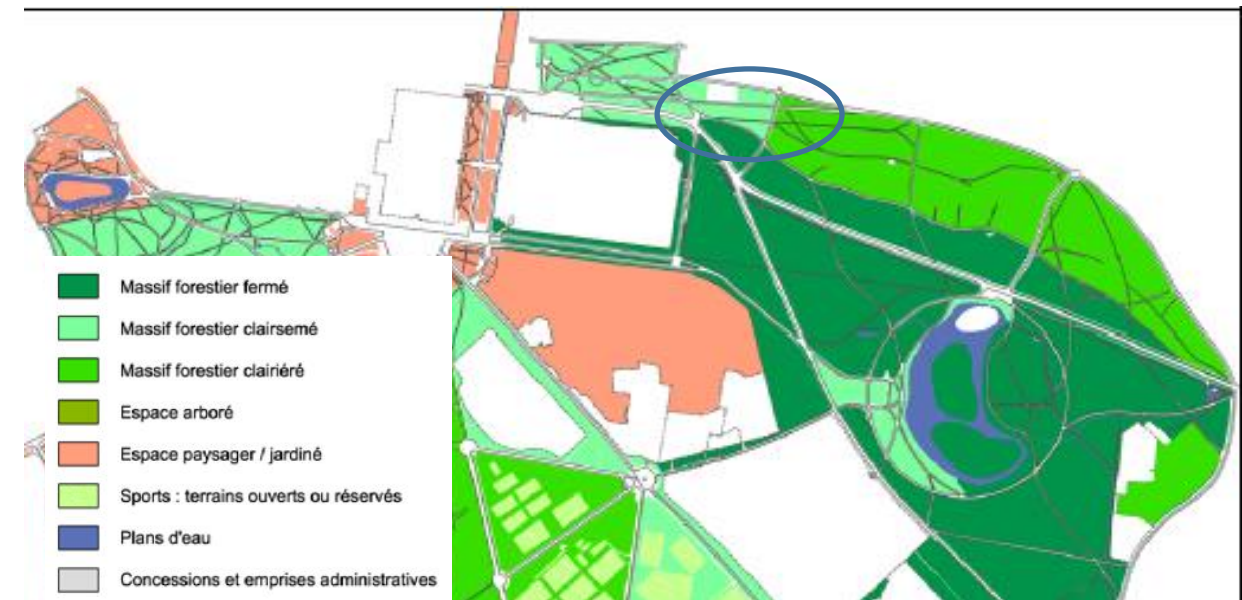 Massif forestier fermé
Massif forestier clairsemé
Massif forestier clairiéré
Espace arboré
Espace paysager / jardiné
Sports : terrains ouverts ou réservés
Plans d'eau
Concessions et emprises administratives